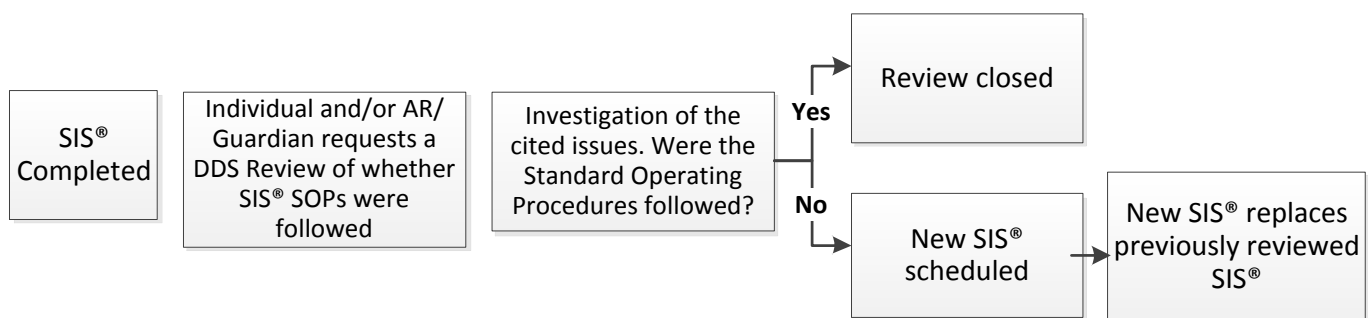 SIS®
Completed
Individual and/or AR/
Guardian requests a
DDS Review of whether
SIS® SOPs were
followed
Investigation of the
cited issues. Were the
Standard Operating
Procedures followed?
Yes
No
Review closed
New SIS®
scheduled
New SIS® replaces
previously reviewed
SIS®